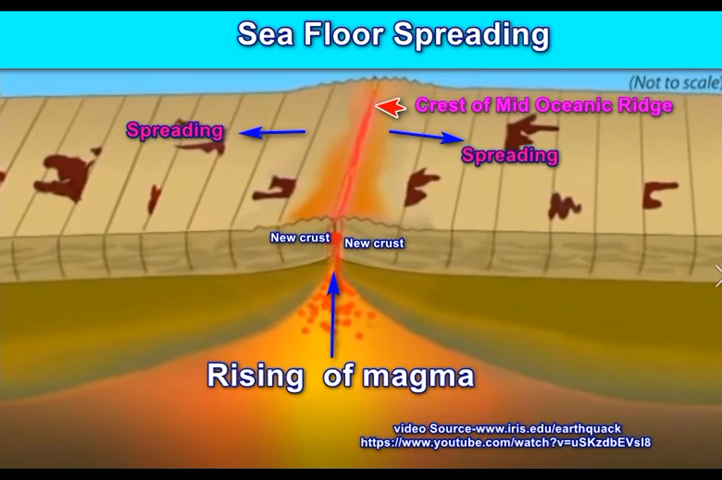 Sea Floor Spreading
(Not to scale)
Crest of Mid Oceanic Ridge
Spreading
Spreading
New crust
New crust
Rising of magma
video Source-www.iris.edu/earthquack
https://www.youtube.com/watch?v=uSKzdbEVsI8